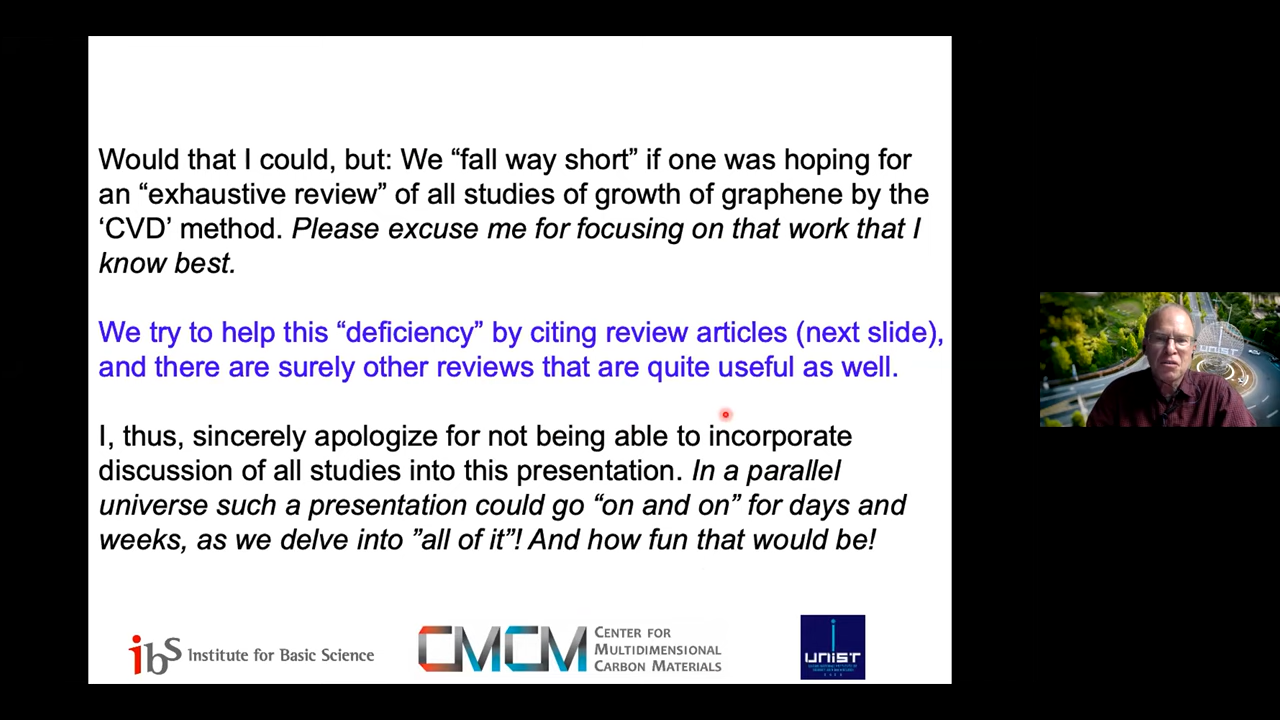 Would that I could, but: We “fall way short” if one was hoping for
an “exhaustive review” of all studies of growth of graphene by the
‘CVD’ method. Please excuse me for focusing on that work that I
know best.
We try to help this “deficiency” by citing review articles (next slide),
and there are surely other reviews that are quite useful as well.
I, thus, sincerely apologize for not being able to incorporate
discussion of all studies into this presentation. In a parallel
universe such a presentation could go “on and on” for days and
weeks, as we delve into ”all of it”! And how fun that would be!
ibs Institute for Basic Science
CMCM CENTER FOR
MULTIDIMENSIONAL
CARBON MATERIALS
UNIST
UNIST